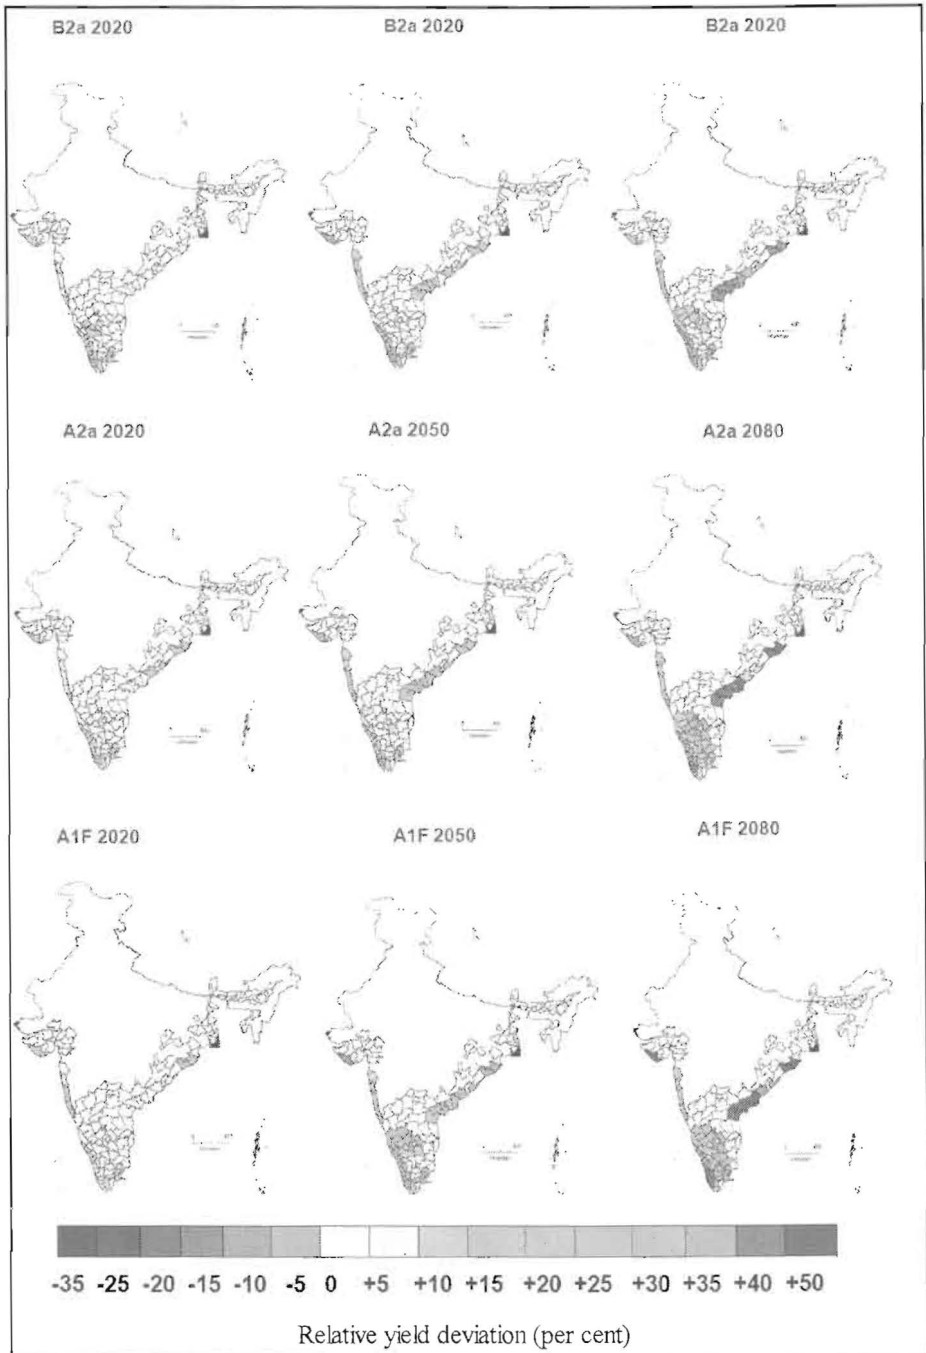 B2a 2020 B2a 2020 B2a 2020
A2a 2020 A2a 2050 A2a 2080
A1F 2020 A1F 2050 A1F 2080
-35 -25 -20 -15 -10 -5 0 +5 +10 +15 +20 +25 +30 +35 +40 +50
Relative yield deviation (per cent)